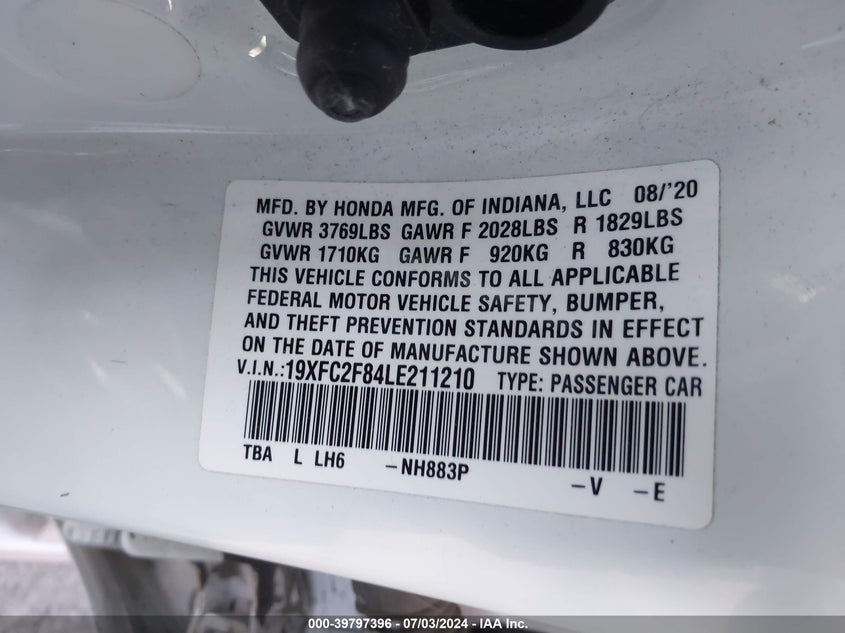 MFD. BY HONDA MFG. OF INDIANA, LLC 08/'20
GVWR 3769LBS GAWR F 2028LBS R 1829LBS
GVWR 1710KG GAWR F 920KG R 830KG
THIS VEHICLE CONFORMS TO ALL APPLICABLE
FEDERAL MOTOR VEHICLE SAFETY, BUMPER,
AND THEFT PREVENTION STANDARDS IN EFFECT
ON THE DATE OF MANUFACTURE SHOWN ABOVE.
V.I.N.:19XFC2F84LE211210 TYPE: PASSENGER CAR
TBA L LH6 -NH883P -V -E
000-39797396 - 07/03/2024 - IAA Inc.